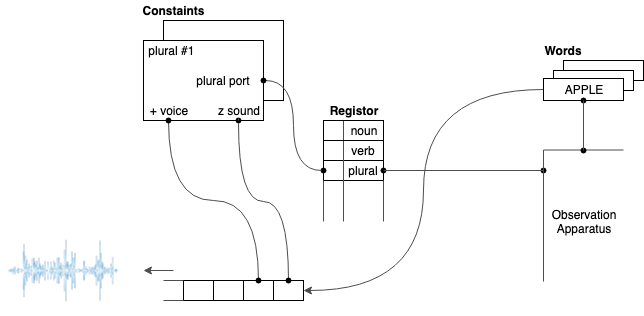 Constaints
plural #1
plural port
+ voice
z sound
Registor
noun
verb
plural
Words
APPLE
Observation
Apparatus